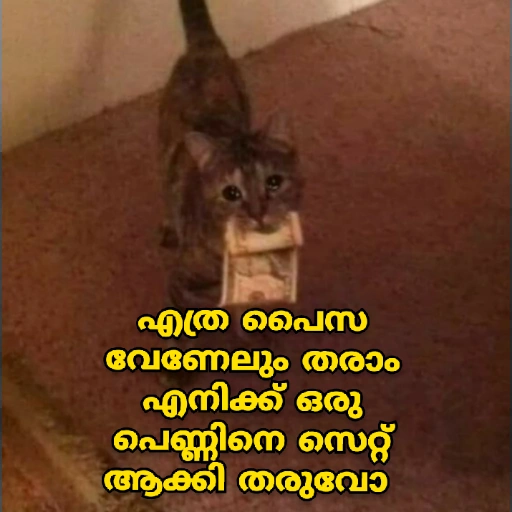 എത്ര പൈസ
വേണേലും തരാം
എനിക്ക് ഒരു
പെണ്ണിനെ സെറ്റ്
ആക്കി തരുവോ